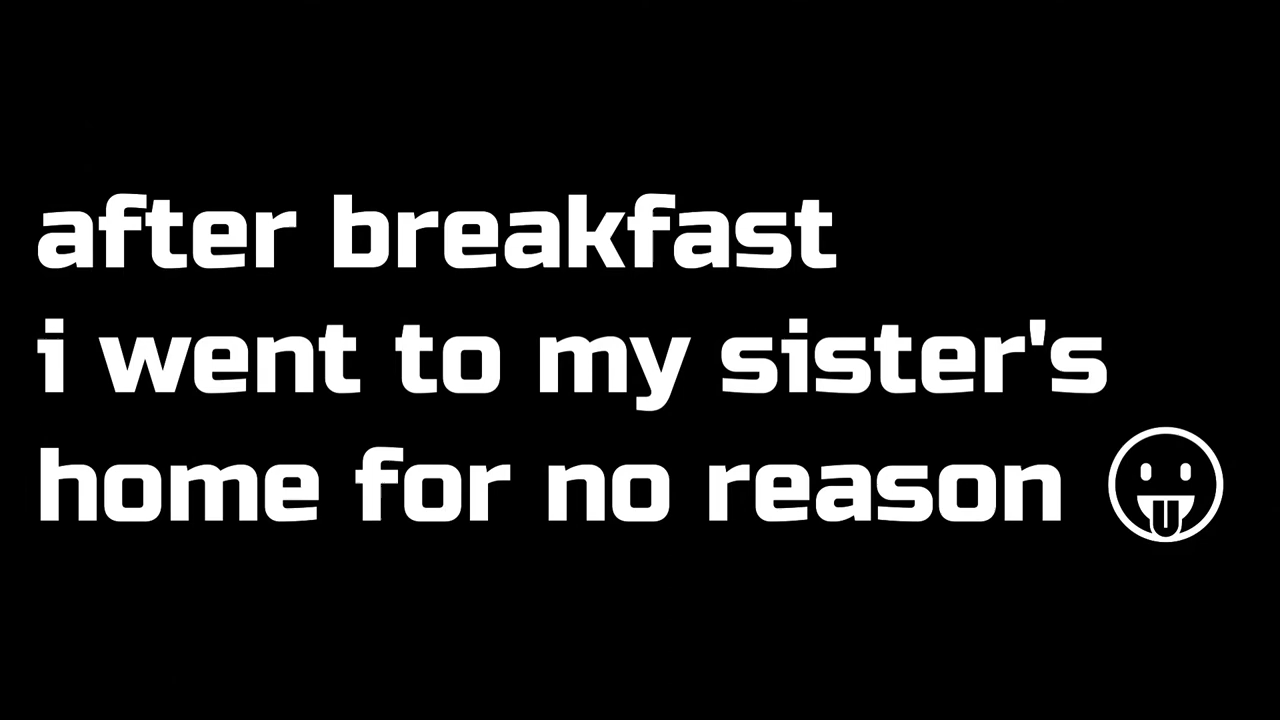 after breakfast
i went to my sister's
home for no reason 😛